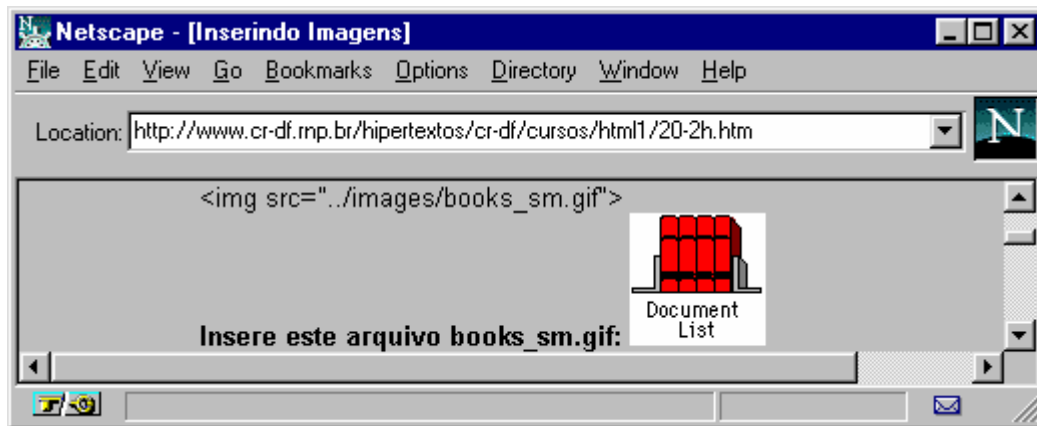 Netscape - [Inserindo Imagens]
File Edit View Go Bookmarks Options Directory Window Help
Location: http://www.cr-df.rnp.br/hipertextos/cr-df/cursos/html1/20-2h.htm
N
<img src="../images/books_sm.gif">
Document
List
Insere este arquivo books_sm.gif: